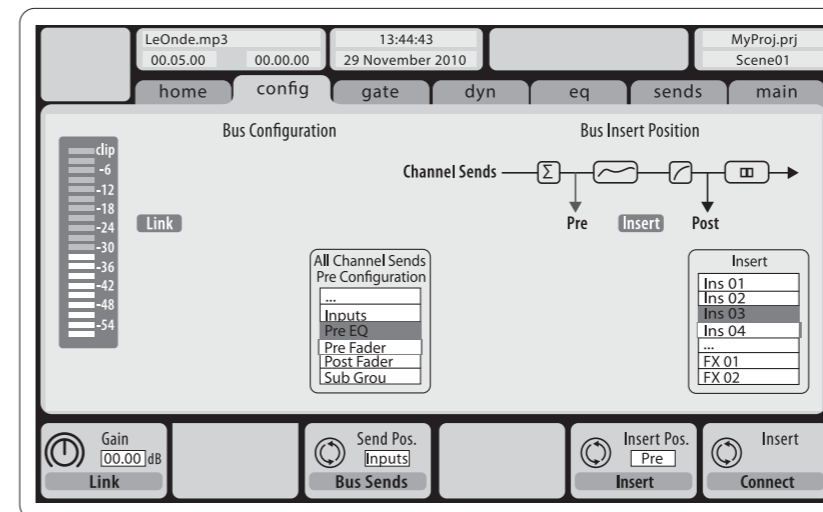 LeOnde.mp3
00.05.00 00.00.00
13:44:43
29 November 2010
MyProj.prj
Scene01
home config gate dyn eq sends main
Bus Configuration
Bus Insert Position
clip
-6
-12
-18
-24
-30
-36
-42
-48
-54
Link
Channel Sends Σ
Pre Insert Post
All Channel Sends
Pre Configuration
...
Inputs
Pre EQ
Pre Fader
Post Fader
Sub Grou
Insert
Ins 01
Ins 02
Ins 03
Ins 04
...
FX 01
FX 02
Gain
00.00 dB
Link
Send Pos.
Inputs
Bus Sends
Insert Pos.
Pre
Insert
Insert
Connect